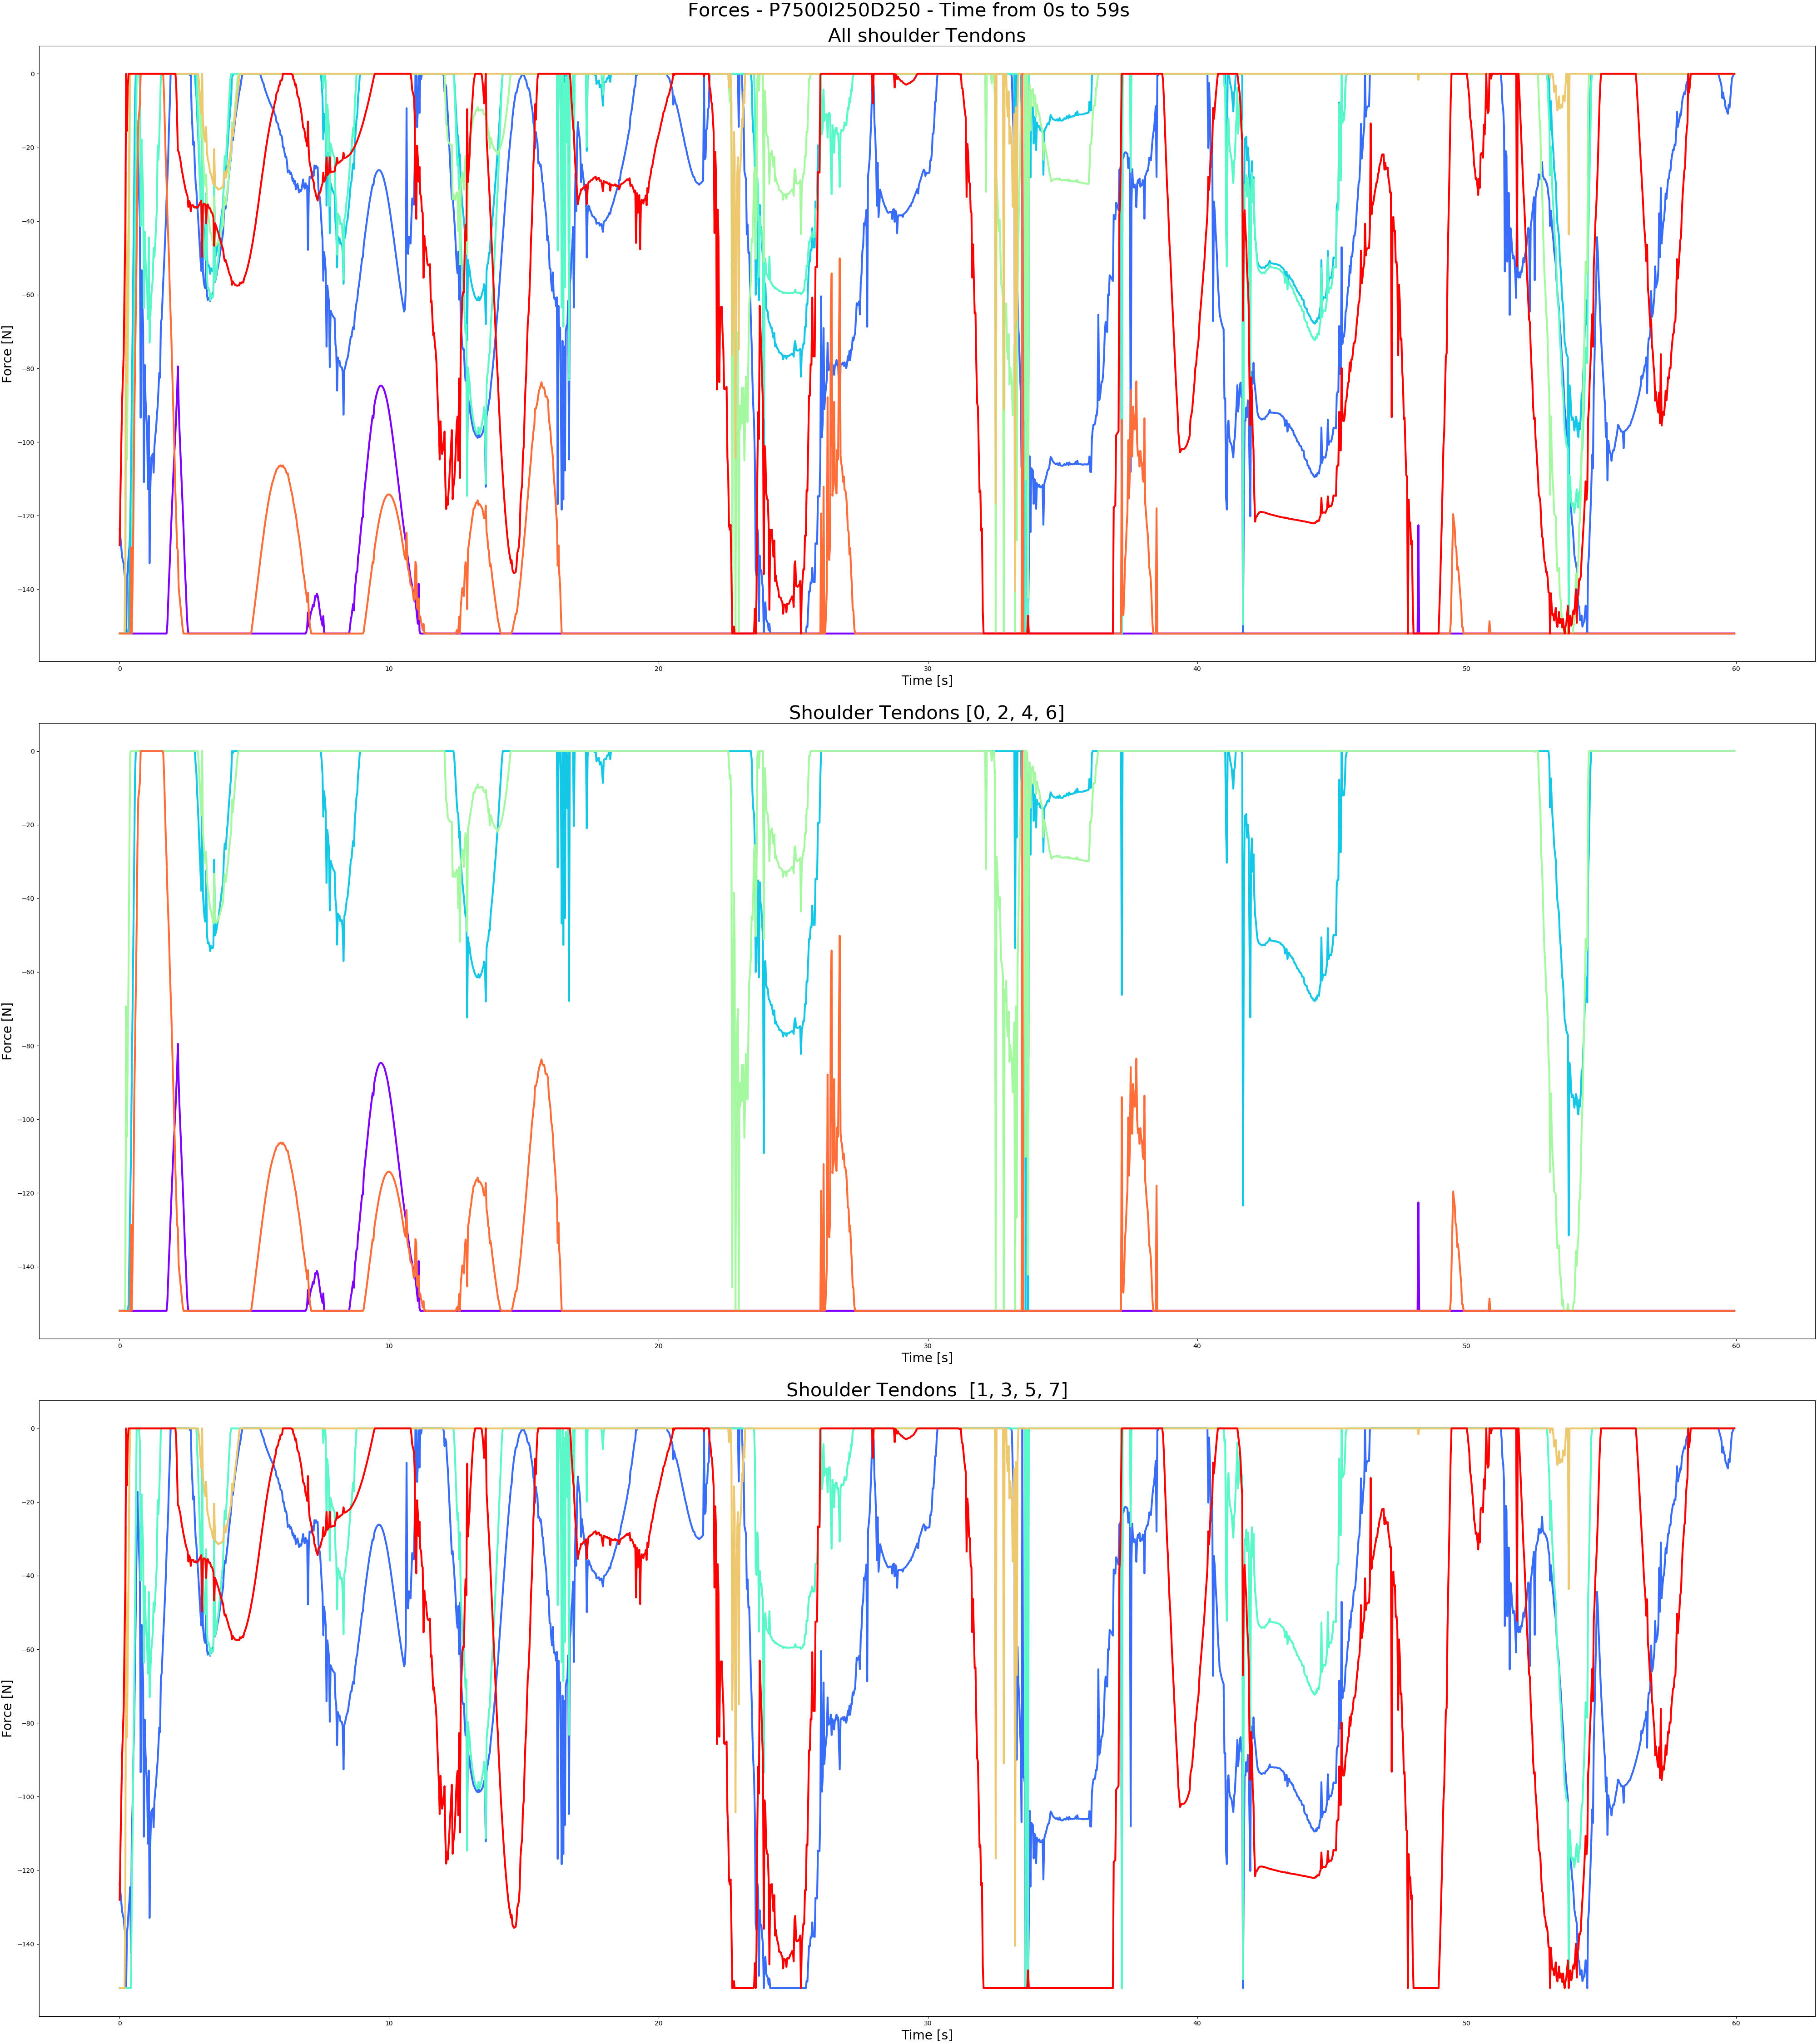 Forces - P7500I250D250 - Time from 0s to 59s
All shoulder Tendons
Force [N]
0
−20
−40
−60
−80
−100
−120
−140
0 10 20 30 40 50 60
Time [s]
Shoulder Tendons [0, 2, 4, 6]
Force [N]
0
−20
−40
−60
−80
−100
−120
−140
0 10 20 30 40 50 60
Time [s]
Shoulder Tendons  [1, 3, 5, 7]
Force [N]
0
−20
−40
−60
−80
−100
−120
−140
0 10 20 30 40 50 60
Time [s]